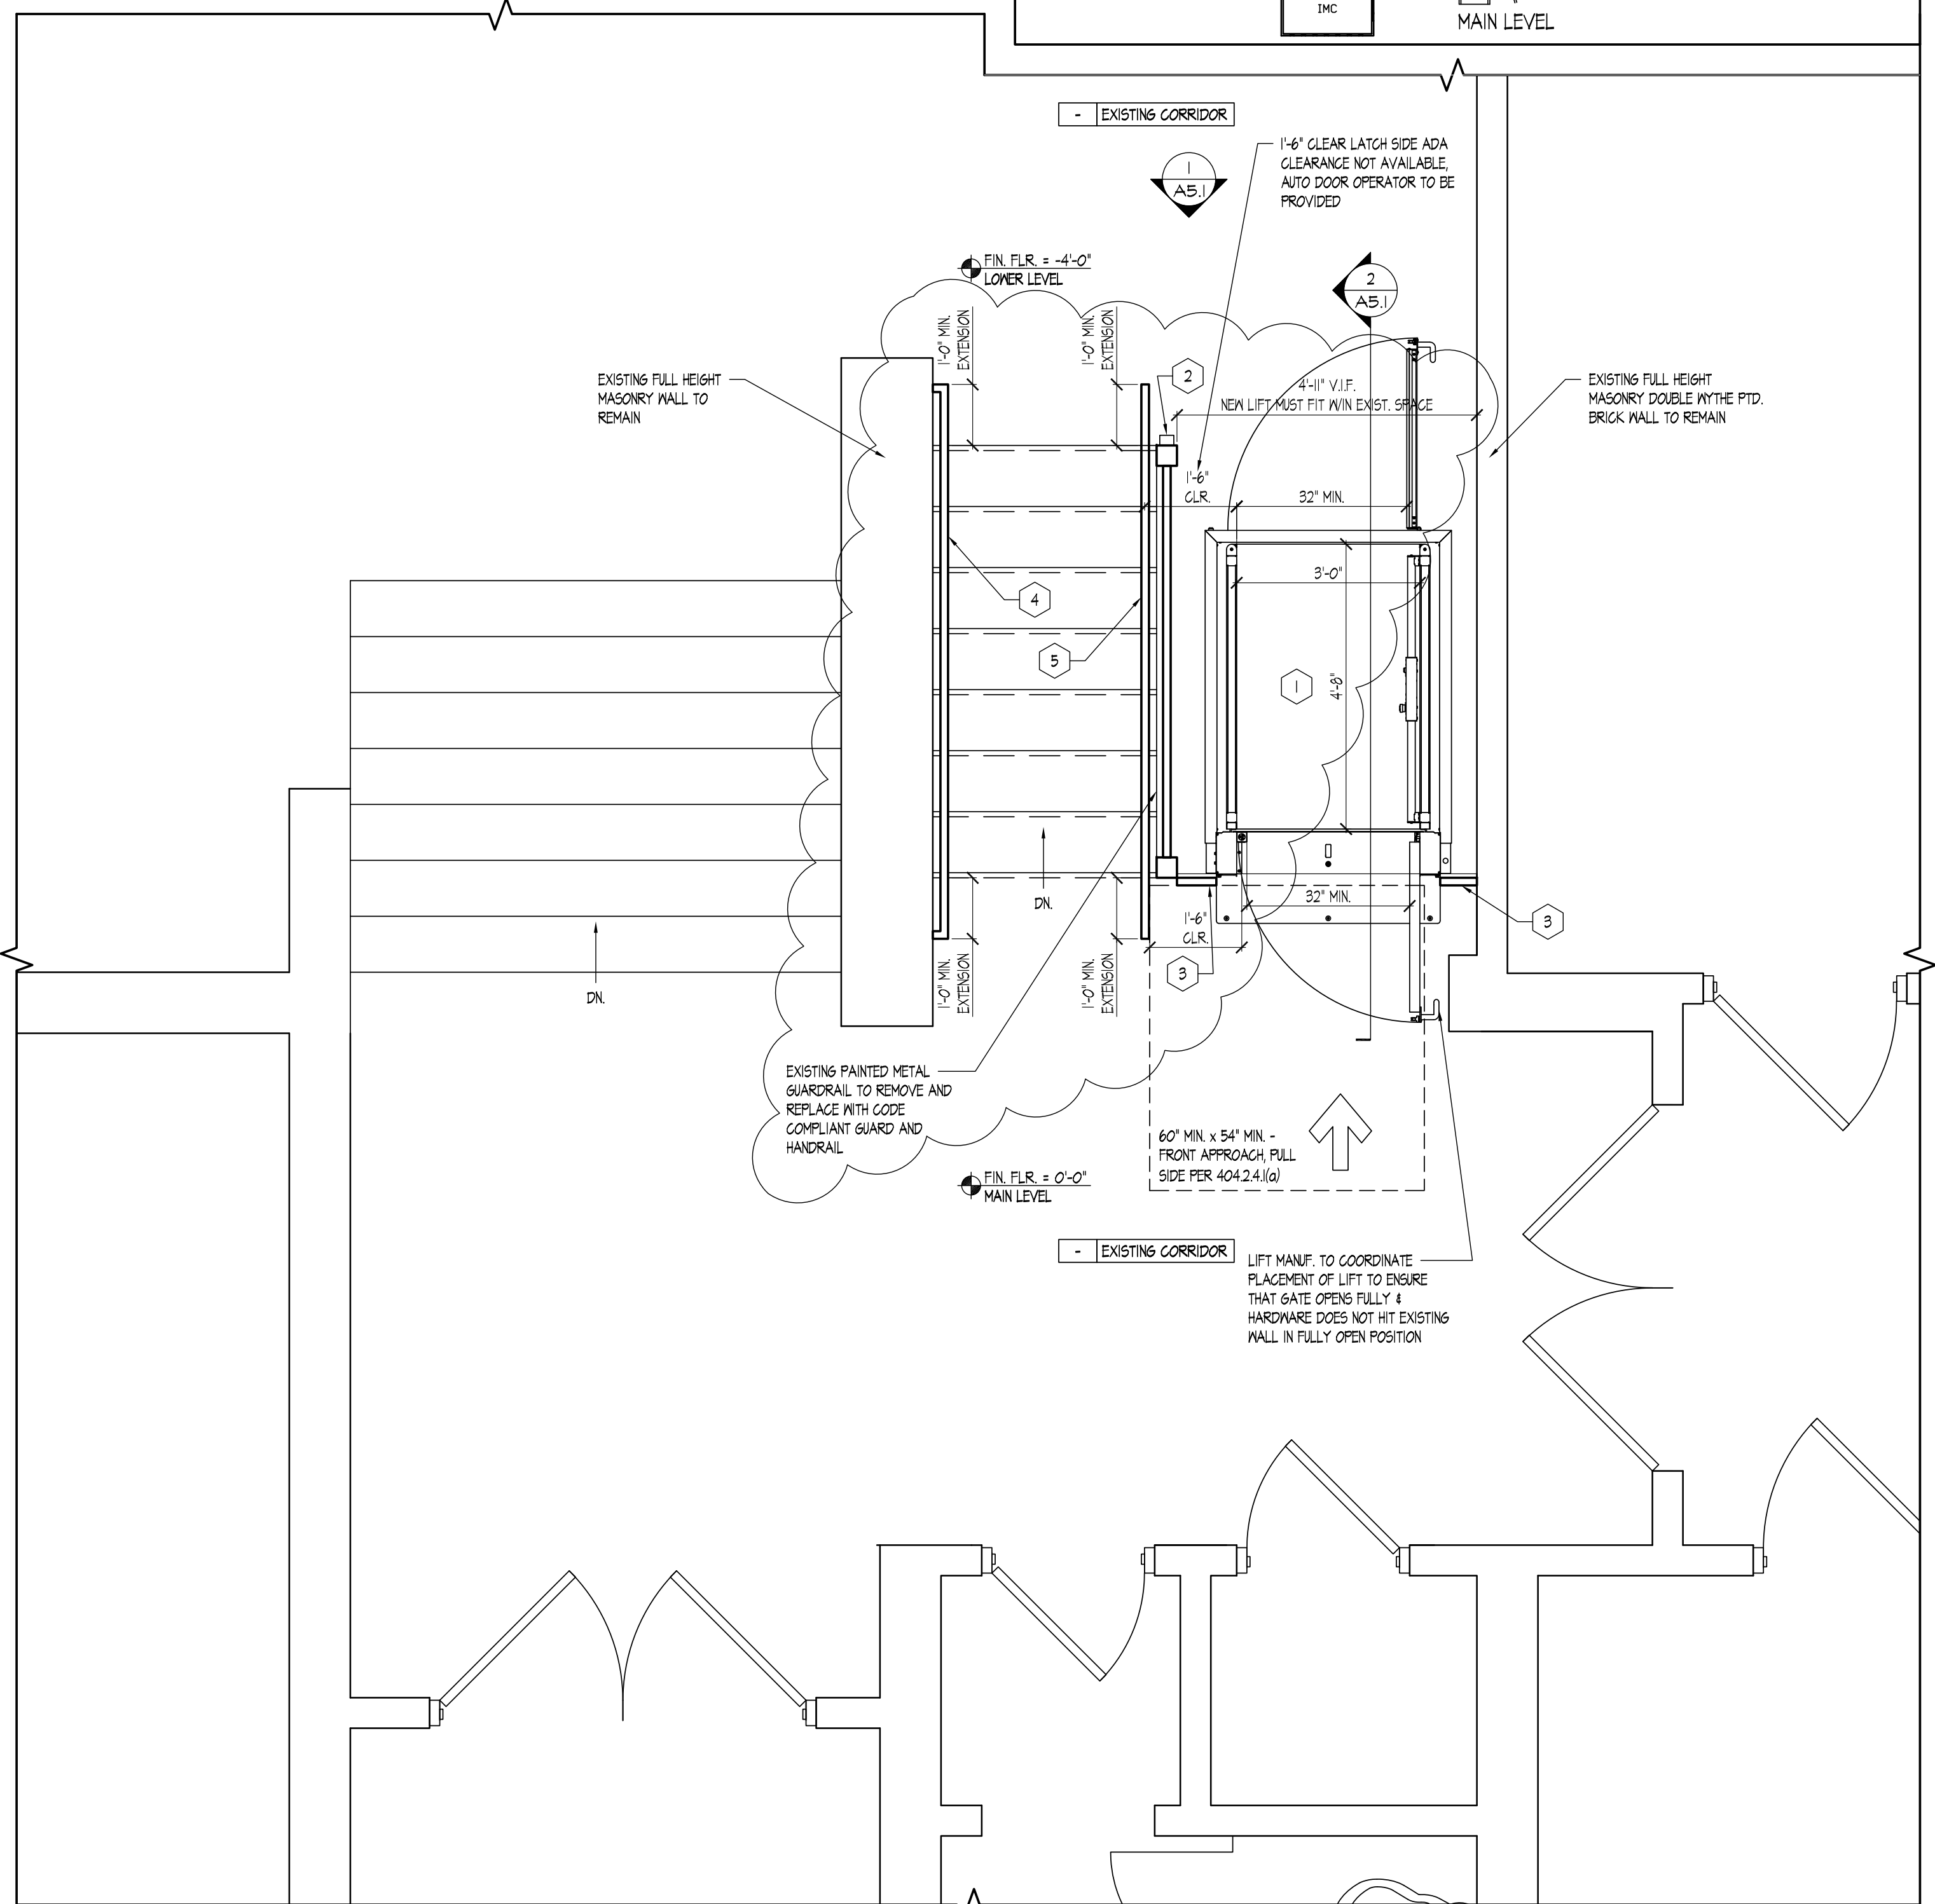 IMC
MAIN LEVEL
- EXISTING CORRIDOR
1'-6" CLEAR LATCH SIDE ADA
CLEARANCE NOT AVAILABLE,
AUTO DOOR OPERATOR TO BE
PROVIDED
1
A5.1
FIN. FLR. = -4'-0"
LOWER LEVEL
2
A5.1
1'-0" MIN.
EXTENSION
1'-0" MIN.
EXTENSION
2
EXISTING FULL HEIGHT
MASONRY WALL TO
REMAIN
4'-11" V.I.F.
NEW LIFT MUST FIT W/IN EXIST. SPACE
EXISTING FULL HEIGHT
MASONRY DOUBLE WYTHE PTD.
BRICK WALL TO REMAIN
1'-6"
CLR.
32" MIN.
3'-0"
4
5
1
4'-8"
DN.
32" MIN.
1'-6"
CLR.
3
3
DN.
1'-0" MIN.
EXTENSION
1'-0" MIN.
EXTENSION
EXISTING PAINTED METAL
GUARDRAIL TO REMOVE AND
REPLACE WITH CODE
COMPLIANT GUARD AND
HANDRAIL
60" MIN. x 54" MIN. -
FRONT APPROACH, PULL
SIDE PER 404.2.4.1(a)
FIN. FLR. = 0'-0"
MAIN LEVEL
- EXISTING CORRIDOR
LIFT MANUF. TO COORDINATE
PLACEMENT OF LIFT TO ENSURE
THAT GATE OPENS FULLY &
HARDWARE DOES NOT HIT EXISTING
WALL IN FULLY OPEN POSITION